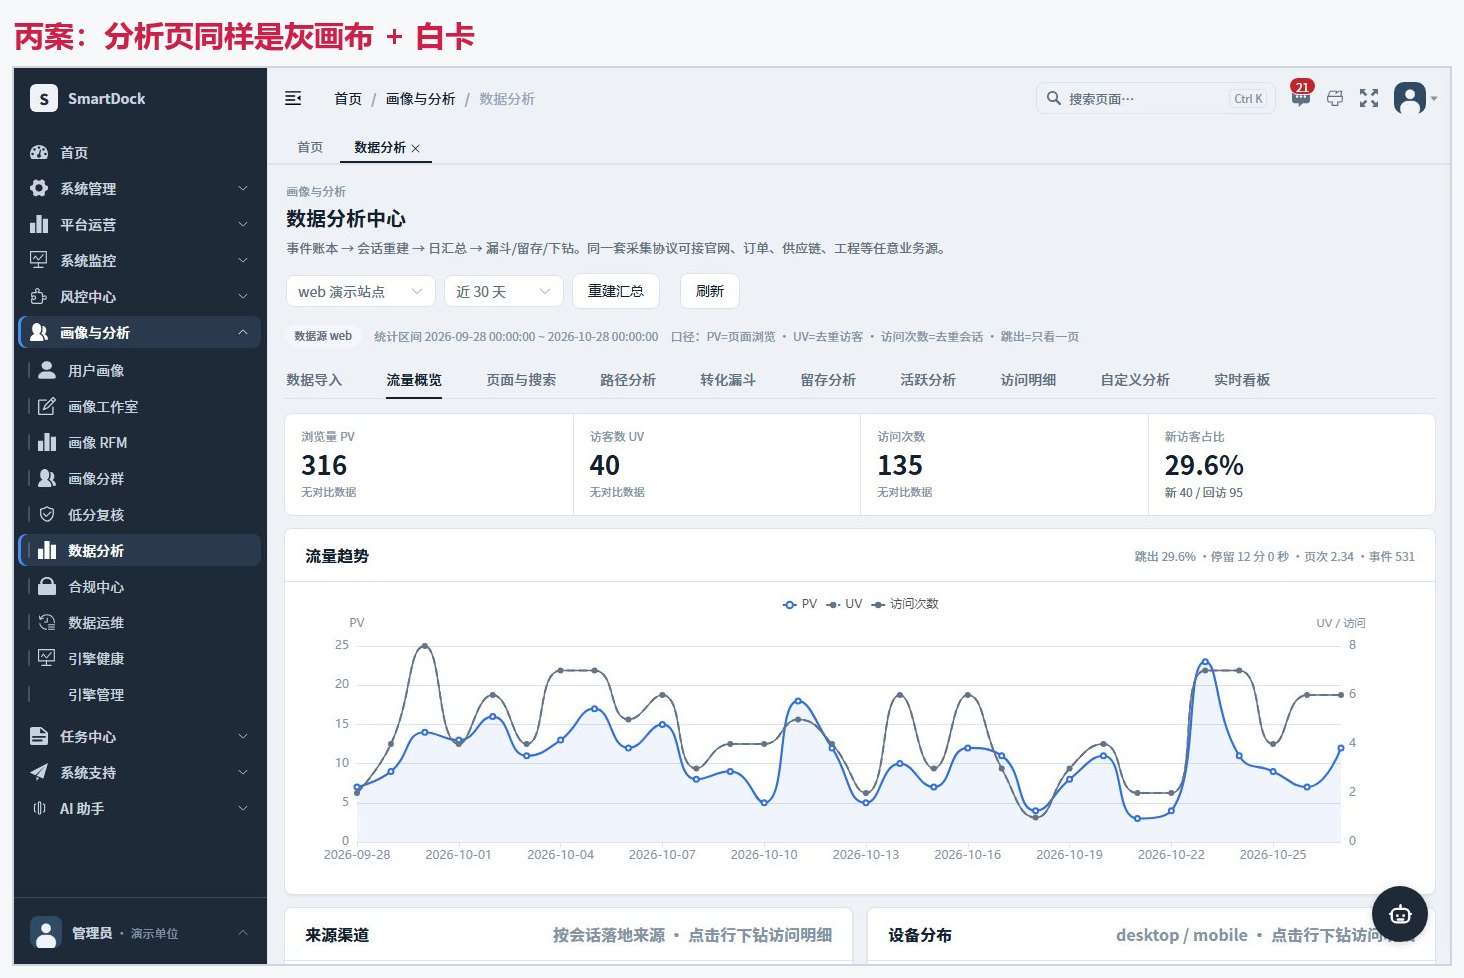 丙案：分析页同样是灰画布 + 白卡
S SmartDock
首页
系统管理
平台运营
系统监控
风控中心
画像与分析
用户画像
画像工作室
画像 RFM
画像分群
低分复核
数据分析
合规中心
数据运维
引擎健康
引擎管理
任务中心
系统支持
AI 助手
管理员 · 演示单位
首页 / 画像与分析 / 数据分析
搜索页面… Ctrl K
21
首页 数据分析 ×
画像与分析
数据分析中心
事件账本 → 会话重建 → 日汇总 → 漏斗/留存/下钻。同一套采集协议可接官网、订单、供应链、工程等任意业务源。
web 演示站点 近 30 天 重建汇总 刷新
数据源 web 统计区间 2026-09-28 00:00:00 ~ 2026-10-28 00:00:00 口径：PV=页面浏览 · UV=去重访客 · 访问次数=去重会话 · 跳出=只看一页
数据导入 流量概览 页面与搜索 路径分析 转化漏斗 留存分析 活跃分析 访问明细 自定义分析 实时看板
浏览量 PV
316
无对比数据
访客数 UV
40
无对比数据
访问次数
135
无对比数据
新访客占比
29.6%
新 40 / 回访 95
流量趋势 跳出 29.6% · 停留 12 分 0 秒 · 页次 2.34 · 事件 531
PV UV 访问次数
PV UV / 访问
25 8
20 6
15
10 4
5 2
0 0
2026-09-28 2026-10-01 2026-10-04 2026-10-07 2026-10-10 2026-10-13 2026-10-16 2026-10-19 2026-10-22 2026-10-25
来源渠道 按会话落地来源 · 点击行下钻访问明细
设备分布 desktop / mobile · 点击行下钻访问